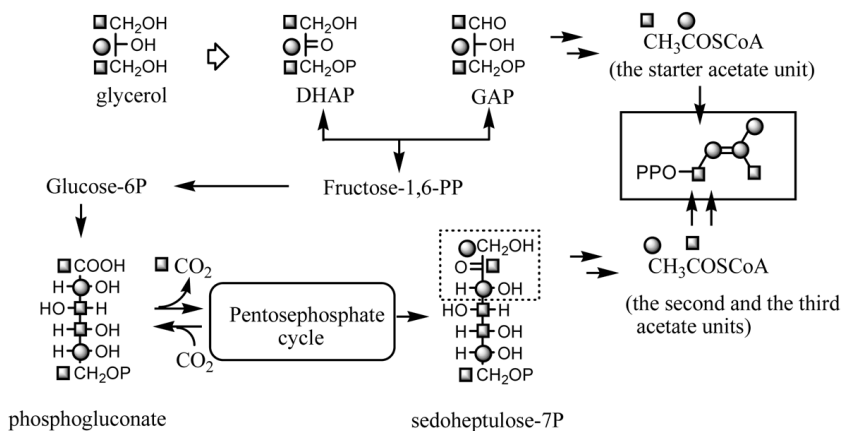 CH2OH
OH
CH2OH
glycerol
CH2OH
O
CH2OP
DHAP
CHO
OH
CH2OP
GAP
CH3COSCoA
(the starter acetate unit)
PPO
Glucose-6P
Fructose-1,6-PP
COOH
H OH
HO H
H OH
H OH
CH2OP
phosphogluconate
CO2
CO2
Pentosephosphate
cycle
CH2OH
O
H OH
HO H
H OH
H OH
CH2OP
sedoheptulose-7P
CH3COSCoA
(the second and the third
acetate units)